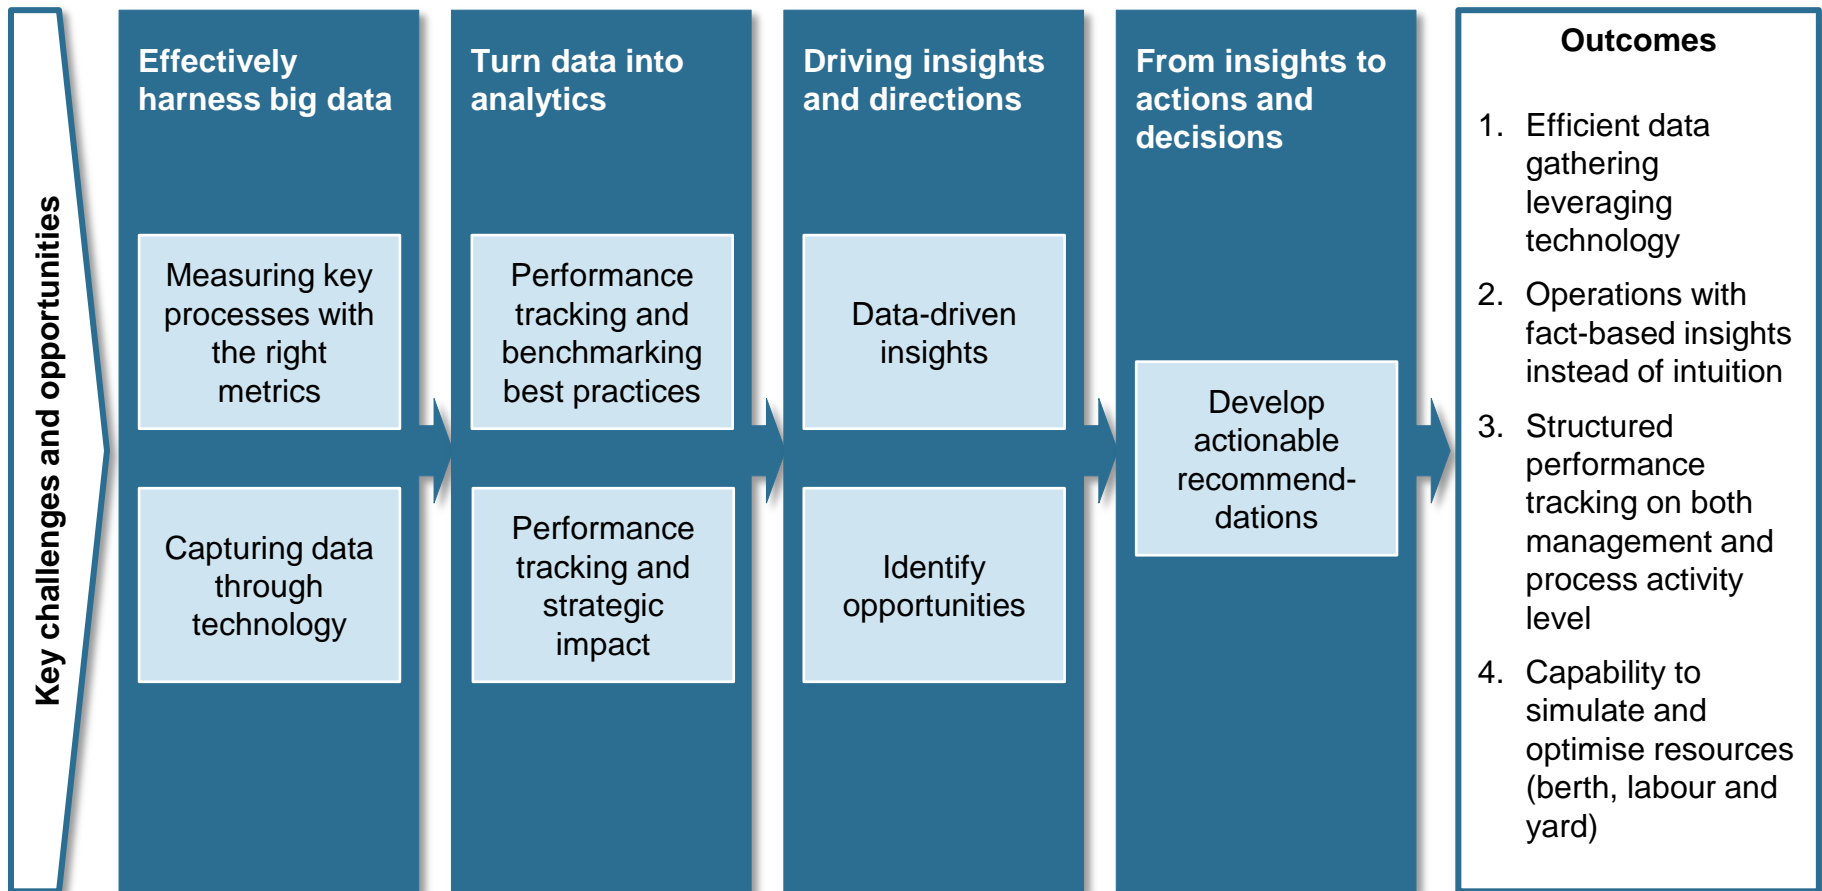 Key challenges and opportunities
Effectively
harness big data
Measuring key
processes with
the right
metrics
Capturing data
through
technology
Turn data into
analytics
Performance
tracking and
benchmarking
best practices
Performance
tracking and
strategic
impact
Driving insights
and directions
Data-driven
insights
Identify
opportunities
From insights to
actions and
decisions
Develop
actionable
recommend-
dations
Outcomes
1. Efficient data
gathering
leveraging
technology
2. Operations with
fact-based insights
instead of intuition
3. Structured
performance
tracking on both
management and
process activity
level
4. Capability to
simulate and
optimise resources
(berth, labour and
yard)